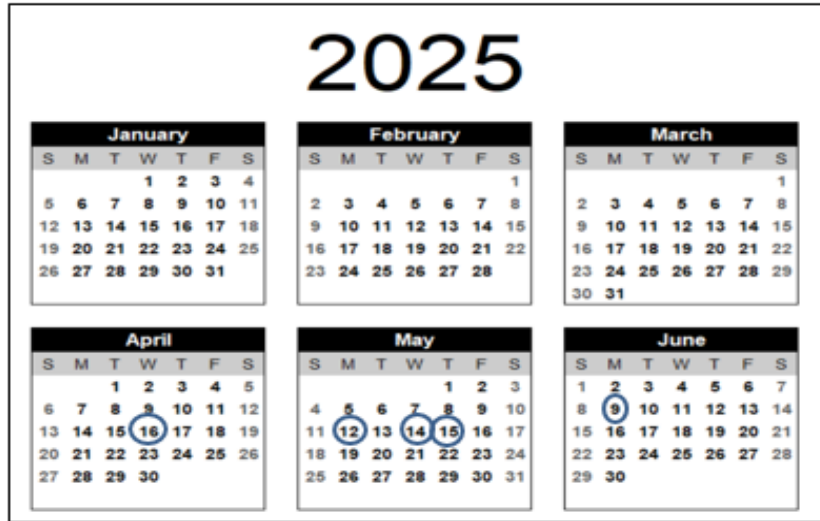 2025
January February March
S M T W T F S S M T W T F S S M T W T F S
1 2 3 4 1 1
5 6 7 8 9 10 11 2 3 4 5 6 7 8 2 3 4 5 6 7 8
12 13 14 15 16 17 18 9 10 11 12 13 14 15 9 10 11 12 13 14 15
19 20 21 22 23 24 25 16 17 18 19 20 21 22 16 17 18 19 20 21 22
26 27 28 29 30 31 23 24 25 26 27 28 23 24 25 26 27 28 29
30 31
April May June
S M T W T F S S M T W T F S S M T W T F S
1 2 3 4 5 1 2 3 1 2 3 4 5 6 7
6 7 8 9 10 11 12 4 5 6 7 8 9 10 8 9 10 11 12 13 14
13 14 15 16 17 18 19 11 12 13 14 15 16 17 15 16 17 18 19 20 21
20 21 22 23 24 25 26 18 19 20 21 22 23 24 22 23 24 25 26 27 28
27 28 29 30 25 26 27 28 29 30 31 29 30